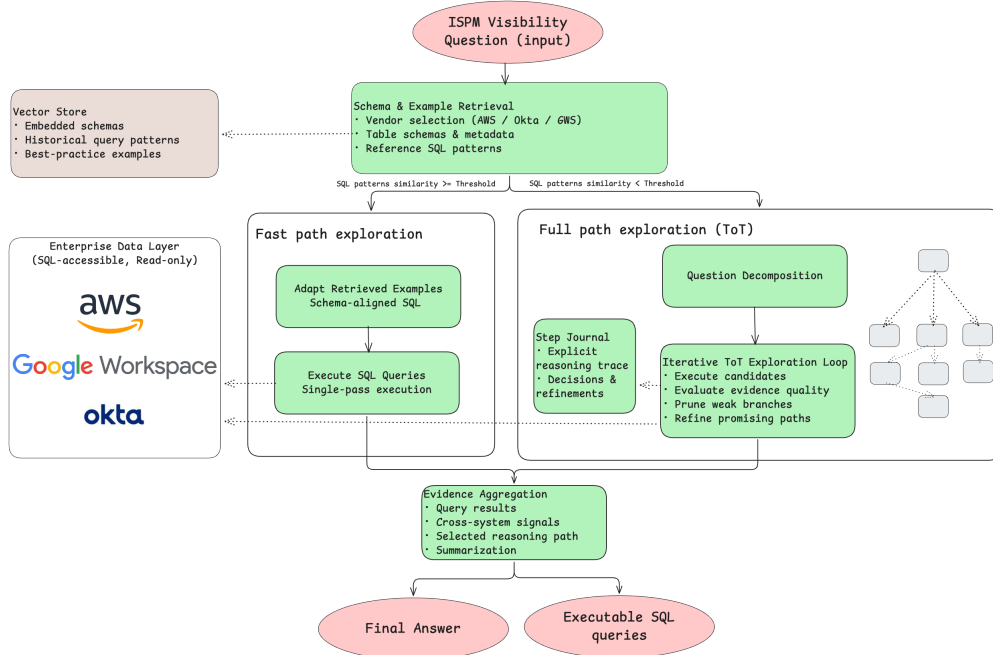 ISPM Visibility
Question (input)
Vector Store
· Embedded schemas
· Historical query patterns
· Best-practice examples
Schema & Example Retrieval
· Vendor selection (AWS / Okta / GWS)
· Table schemas & metadata
· Reference SQL patterns
SQL patterns similarity >= Threshold
SQL patterns similarity < Threshold
Enterprise Data Layer
(SQL-accessible, Read-only)
aws
Google Workspace
okta
Fast path exploration
Adapt Retrieved Examples
Schema-aligned SQL
Execute SQL Queries
Single-pass execution
Full path exploration (ToT)
Question Decomposition
Step Journal
· Explicit
reasoning trace
· Decisions &
refinements
Iterative ToT Exploration Loop
· Execute candidates
· Evaluate evidence quality
· Prune weak branches
· Refine promising paths
Evidence Aggregation
· Query results
· Cross-system signals
· Selected reasoning path
· Summarization
Final Answer
Executable SQL
queries